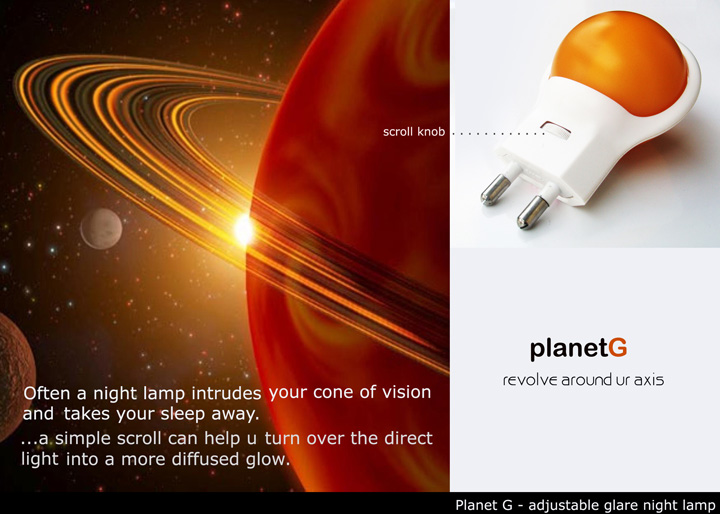 scroll knob
planetG
revolve around ur axis
Often a night lamp intrudes your cone of vision
and takes your sleep away.
...a simple scroll can help u turn over the direct
light into a more diffused glow.
Planet G - adjustable glare night lamp